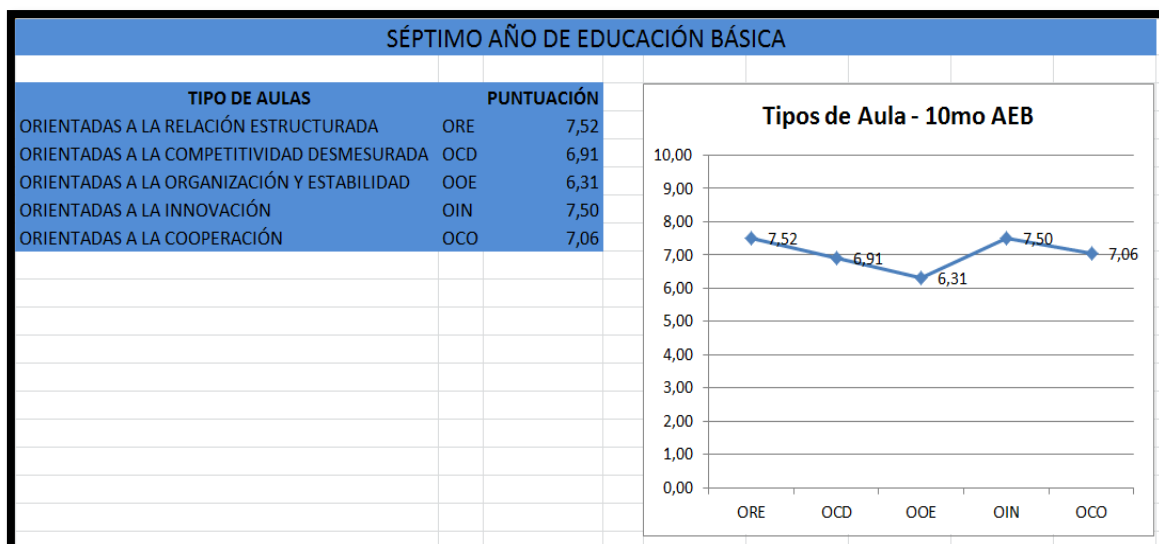 SÉPTIMO AÑO DE EDUCACIÓN BÁSICA
TIPO DE AULAS PUNTUACIÓN
ORIENTADAS A LA RELACIÓN ESTRUCTURADA ORE 7,52
ORIENTADAS A LA COMPETITIVIDAD DESMESURADA OCD 6,91
ORIENTADAS A LA ORGANIZACIÓN Y ESTABILIDAD OOE 6,31
ORIENTADAS A LA INNOVACIÓN OIN 7,50
ORIENTADAS A LA COOPERACIÓN OCO 7,06
Tipos de Aula - 10mo AEB
10,00
9,00
8,00
7,00
6,00
5,00
4,00
3,00
2,00
1,00
0,00
7,52 6,91 6,31 7,50 7,06
ORE OCD OOE OIN OCO